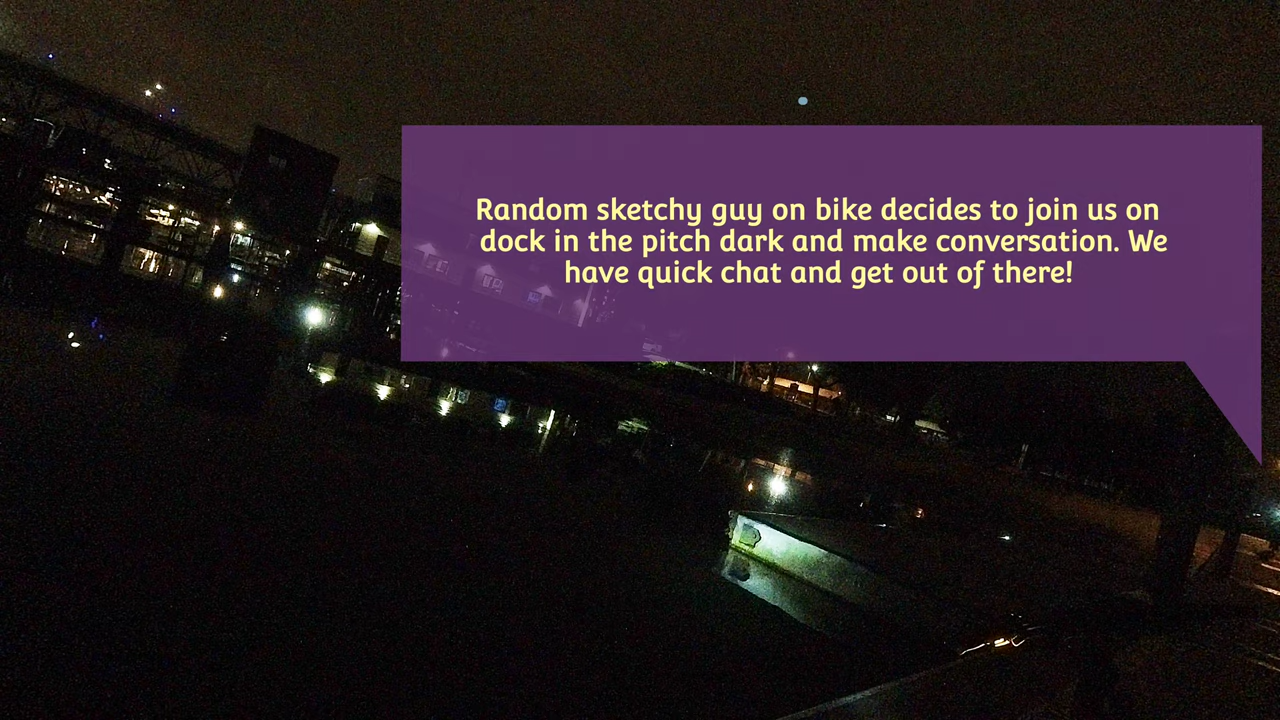 Random sketchy guy on bike decides to join us on
dock in the pitch dark and make conversation. We
have quick chat and get out of there!